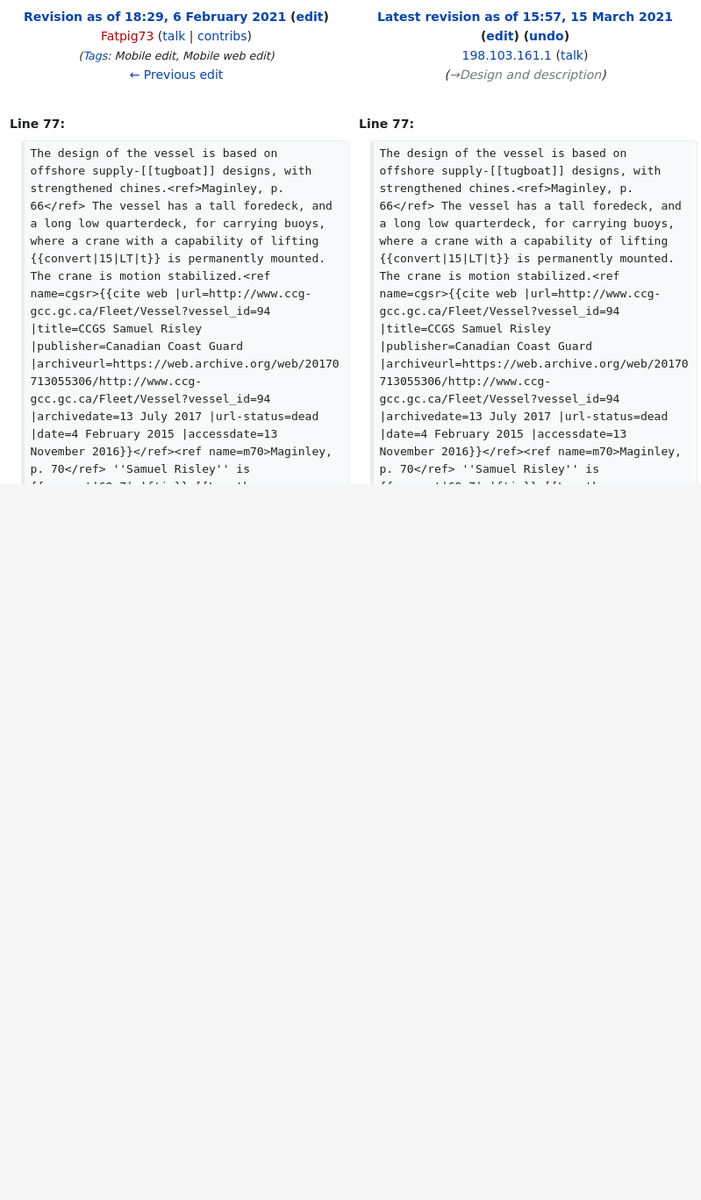 Revision as of 18:29, 6 February 2021 (edit)
Fatpig73 (talk | contribs)
(Tags: Mobile edit, Mobile web edit)
← Previous edit
Latest revision as of 15:57, 15 March 2021
(edit) (undo)
198.103.161.1 (talk)
(→Design and description)
Line 77:
The design of the vessel is based on
offshore supply-[[tugboat]] designs, with
strengthened chines.<ref>Maginley, p.
66</ref> The vessel has a tall foredeck, and
a long low quarterdeck, for carrying buoys,
where a crane with a capability of lifting
{{convert|15|LT|t}} is permanently mounted.
The crane is motion stabilized.<ref
name=cgsr>{{cite web |url=http://www.ccg-
gcc.gc.ca/Fleet/Vessel?vessel_id=94
|title=CCGS Samuel Risley
|publisher=Canadian Coast Guard
|archiveurl=https://web.archive.org/web/20170
713055306/http://www.ccg-
gcc.gc.ca/Fleet/Vessel?vessel_id=94
|archivedate=13 July 2017 |url-status=dead
|date=4 February 2015 |accessdate=13
November 2016}}</ref><ref name=m70>Maginley,
p. 70</ref> ''Samuel Risley'' is
Line 77:
The design of the vessel is based on
offshore supply-[[tugboat]] designs, with
strengthened chines.<ref>Maginley, p.
66</ref> The vessel has a tall foredeck, and
a long low quarterdeck, for carrying buoys,
where a crane with a capability of lifting
{{convert|15|LT|t}} is permanently mounted.
The crane is motion stabilized.<ref
name=cgsr>{{cite web |url=http://www.ccg-
gcc.gc.ca/Fleet/Vessel?vessel_id=94
|title=CCGS Samuel Risley
|publisher=Canadian Coast Guard
|archiveurl=https://web.archive.org/web/20170
713055306/http://www.ccg-
gcc.gc.ca/Fleet/Vessel?vessel_id=94
|archivedate=13 July 2017 |url-status=dead
|date=4 February 2015 |accessdate=13
November 2016}}</ref><ref name=m70>Maginley,
p. 70</ref> ''Samuel Risley'' is